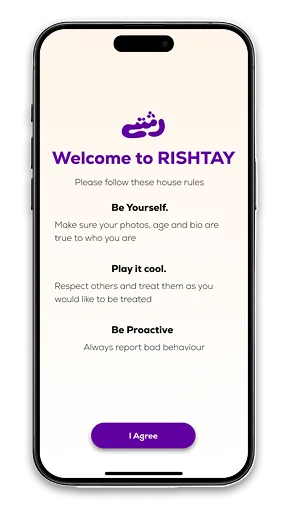 رشتے
Welcome to RISHTAY
Please follow these house rules
Be Yourself.
Make sure your photos, age and bio are
true to who you are
Play it cool.
Respect others and treat them as you
would like to be treated
Be Proactive
Always report bad behaviour
I Agree